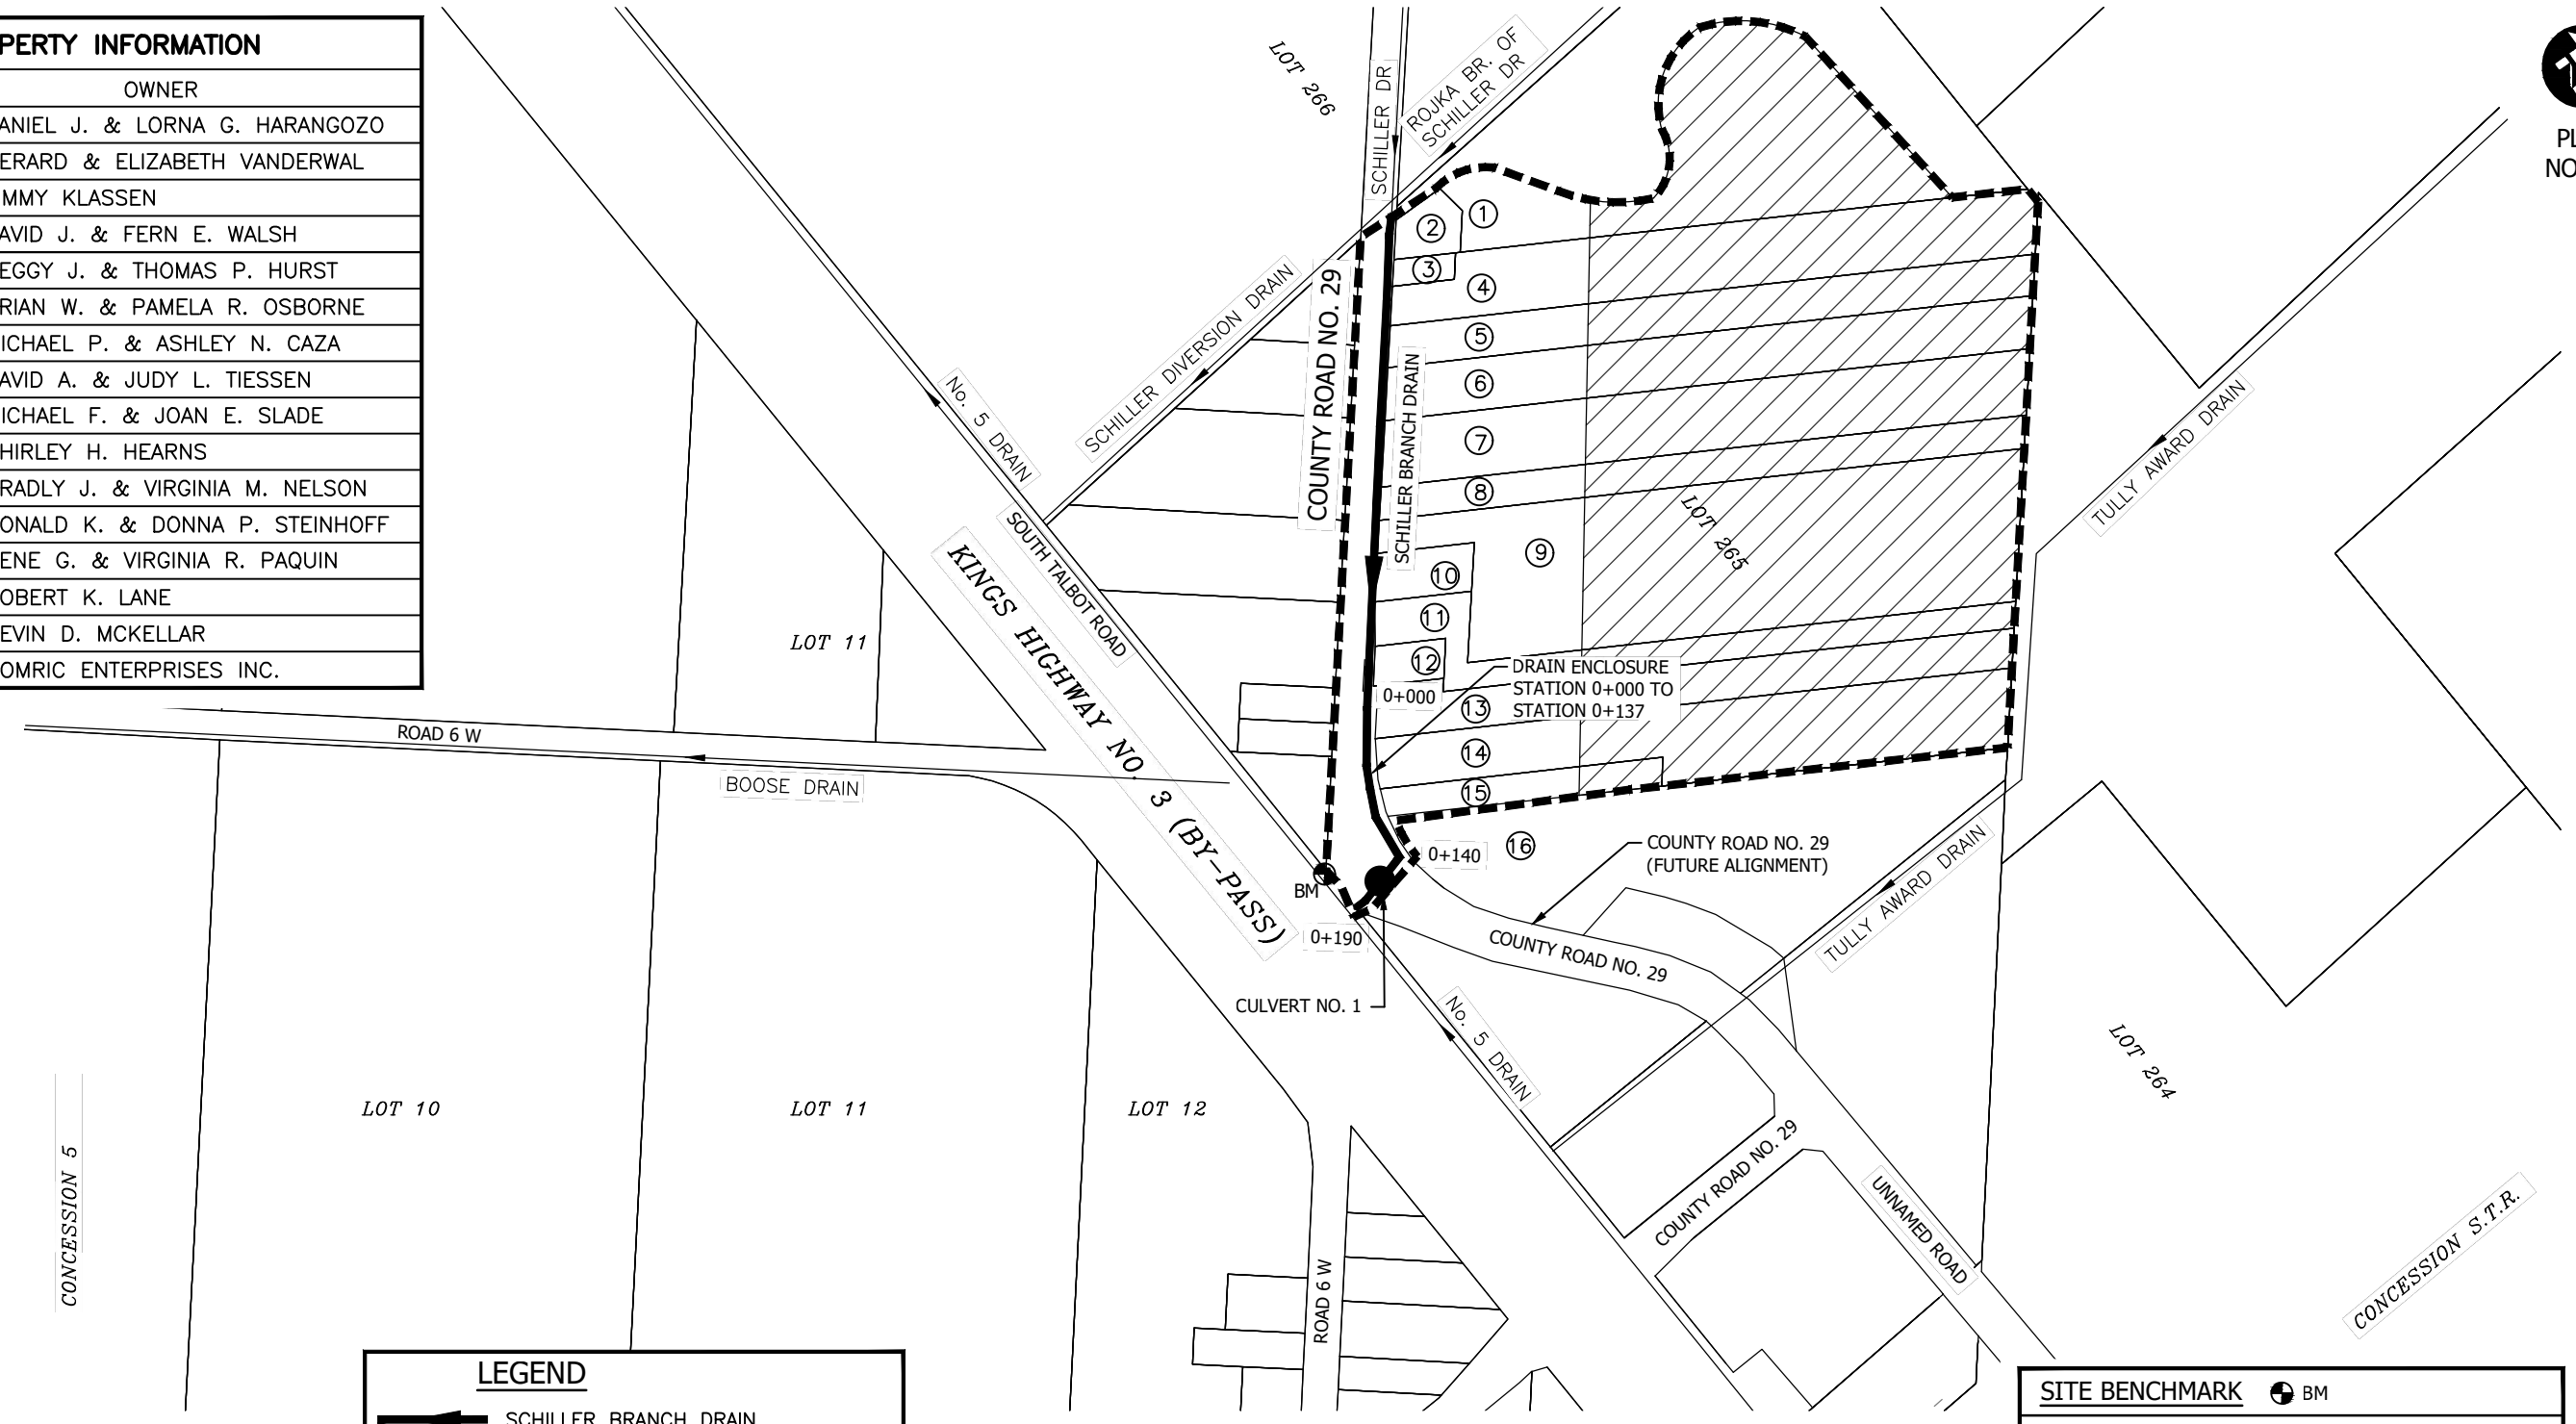 PERTY INFORMATION
OWNER
ANIEL J. & LORNA G. HARANGOZO
ERARD & ELIZABETH VANDERWAL
MMY KLASSEN
AVID J. & FERN E. WALSH
EGGY J. & THOMAS P. HURST
RIAN W. & PAMELA R. OSBORNE
ICHAEL P. & ASHLEY N. CAZA
AVID A. & JUDY L. TIESSEN
ICHAEL F. & JOAN E. SLADE
HIRLEY H. HEARNS
RADLY J. & VIRGINIA M. NELSON
ONALD K. & DONNA P. STEINHOFF
ENE G. & VIRGINIA R. PAQUIN
OBERT K. LANE
EVIN D. MCKELLAR
OMRIC ENTERPRISES INC.
LOT 266
SCHILLER DR
ROJKA BR. OF
SCHILLER DR
PL
NO
1
2
3
4
5
6
7
8
9
10
11
12
13
14
15
16
SCHILLER DIVERSION DRAIN
COUNTY ROAD NO. 29
SCHILLER BRANCH DRAIN
No. 5 DRAIN
SOUTH TALBOT ROAD
KINGS HIGHWAY NO. 3 (BY-PASS)
LOT 265
TULLY AWARD DRAIN
LOT 11
DRAIN ENCLOSURE
STATION 0+000 TO
STATION 0+137
0+000
ROAD 6 W
BOOSE DRAIN
0+140
BM
0+190
COUNTY ROAD NO. 29
(FUTURE ALIGNMENT)
TULLY AWARD DRAIN
COUNTY ROAD NO. 29
CULVERT NO. 1
No. 5 DRAIN
LOT 264
LOT 10
LOT 11
LOT 12
CONCESSION 5
COUNTY ROAD NO. 29
UNNAMED ROAD
CONCESSION S.T.R.
ROAD 6 W
LEGEND
SCHILLER BRANCH DRAIN
SITE BENCHMARK BM